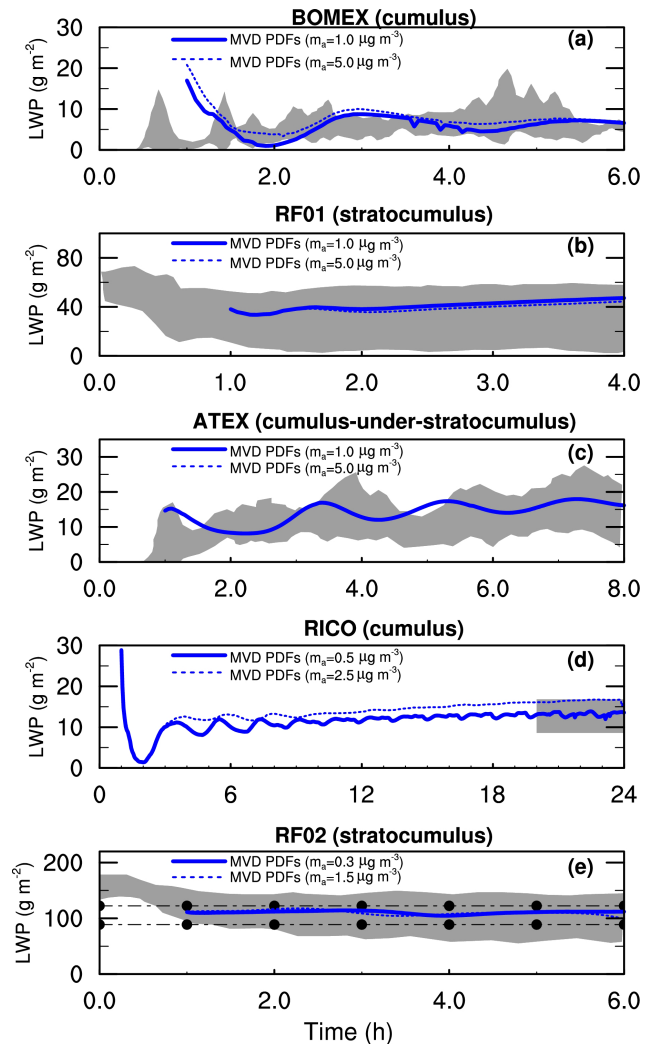 BOMEX (cumulus)
(a)
MVD PDFs (mₐ=1.0 μg m⁻³)
MVD PDFs (mₐ=5.0 μg m⁻³)
LWP (g m⁻²)
30
20
10
0
0.0 2.0 4.0 6.0
RF01 (stratocumulus)
(b)
MVD PDFs (mₐ=1.0 μg m⁻³)
MVD PDFs (mₐ=5.0 μg m⁻³)
LWP (g m⁻²)
80
40
0
0.0 1.0 2.0 3.0 4.0
ATEX (cumulus-under-stratocumulus)
(c)
MVD PDFs (mₐ=1.0 μg m⁻³)
MVD PDFs (mₐ=5.0 μg m⁻³)
LWP (g m⁻²)
30
20
10
0
0.0 2.0 4.0 6.0 8.0
RICO (cumulus)
(d)
MVD PDFs (mₐ=0.5 μg m⁻³)
MVD PDFs (mₐ=2.5 μg m⁻³)
LWP (g m⁻²)
30
20
10
0
0 6 12 18 24
RF02 (stratocumulus)
(e)
MVD PDFs (mₐ=0.3 μg m⁻³)
MVD PDFs (mₐ=1.5 μg m⁻³)
LWP (g m⁻²)
200
100
0
0.0 2.0 4.0 6.0
Time (h)